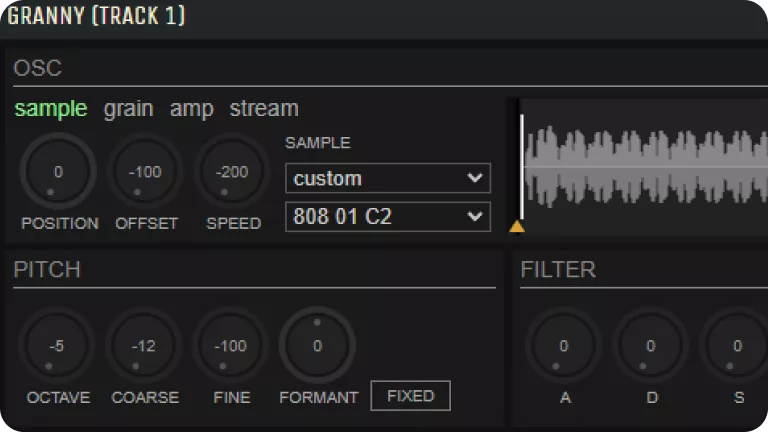 GRANNY (TRACK 1)
OSC
sample grain amp stream
SAMPLE
0 -100 -200
custom
808 01 C2
POSITION OFFSET SPEED
PITCH
FILTER
-5 -12 -100 0
0 0 0
OCTAVE COARSE FINE FORMANT FIXED
A D S